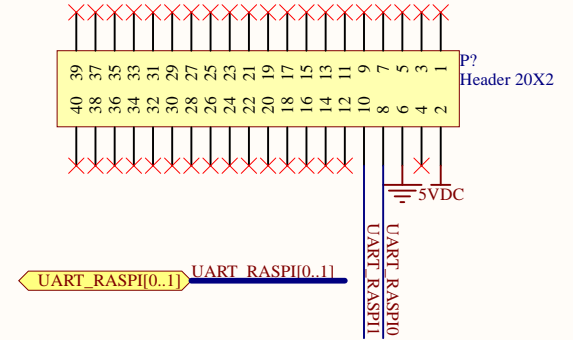 39 37 35 33 31 29 27 25 23 21 19 17 15 13 11 9 7 5 3 1
P?
Header 20X2
40 38 36 34 32 30 28 26 24 22 20 18 16 14 12 10 8 6 4 2
5VDC
UART_RASPI1
UART_RASPI0
UART_RASPI[0..1]
UART_RASPI[0..1]